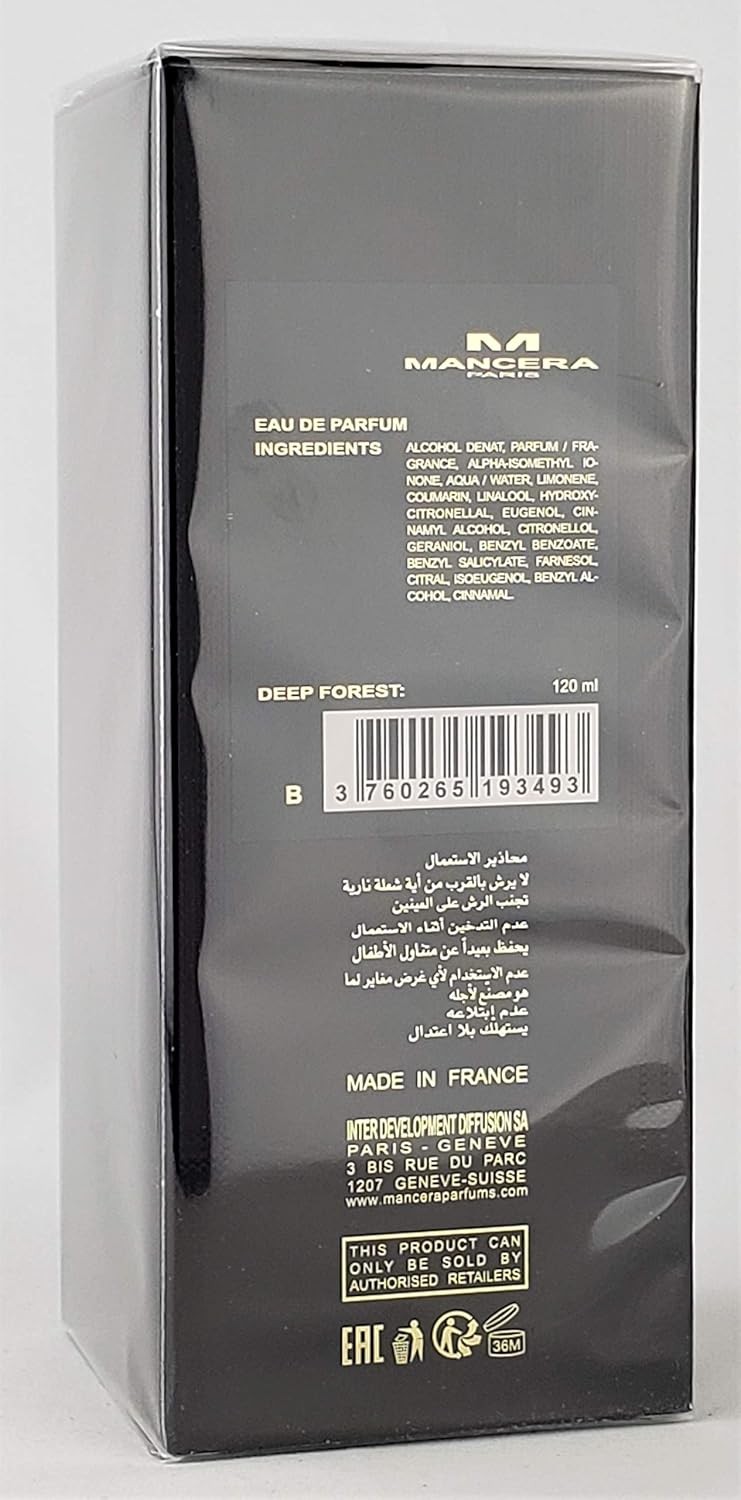 M
MANCERA
PARIS
EAU DE PARFUM
INGREDIENTS
ALCOHOL DENAT, PARFUM / FRA-
GRANCE, ALPHA-ISOMETHYL IO-
NONE, AQUA / WATER, LIMONENE,
COUMARIN, LINALOOL, HYDROXY-
CITRONELLAL, EUGENOL, CIN-
NAMYL ALCOHOL, CITRONELLOL,
GERANIOL, BENZYL BENZOATE,
BENZYL SALICYLATE, FARNESOL,
CITRAL, ISOEUGENOL, BENZYL AL-
COHOL, CINNAMAL.
DEEP FOREST: 120 ml
B 3 760265 193493
محاذير الاستعمال
لا يرش بالقرب من أية شعلة نارية
تجنب الرش على العينين
عدم التدخين أثناء الاستعمال
يحفظ بعيداً عن متناول الأطفال
عدم الإستخدام لأي غرض مغاير لما
هو مصنع لأجله
عدم إبتلاعه
يستهلك بلا اعتدال
MADE IN FRANCE
INTER DEVELOPMENT DIFFUSION SA
PARIS - GENEVE
3 BIS RUE DU PARC
1207 GENEVE-SUISSE
www.manceraparfums.com
THIS PRODUCT CAN
ONLY BE SOLD BY
AUTHORISED RETAILERS
EAC 36M